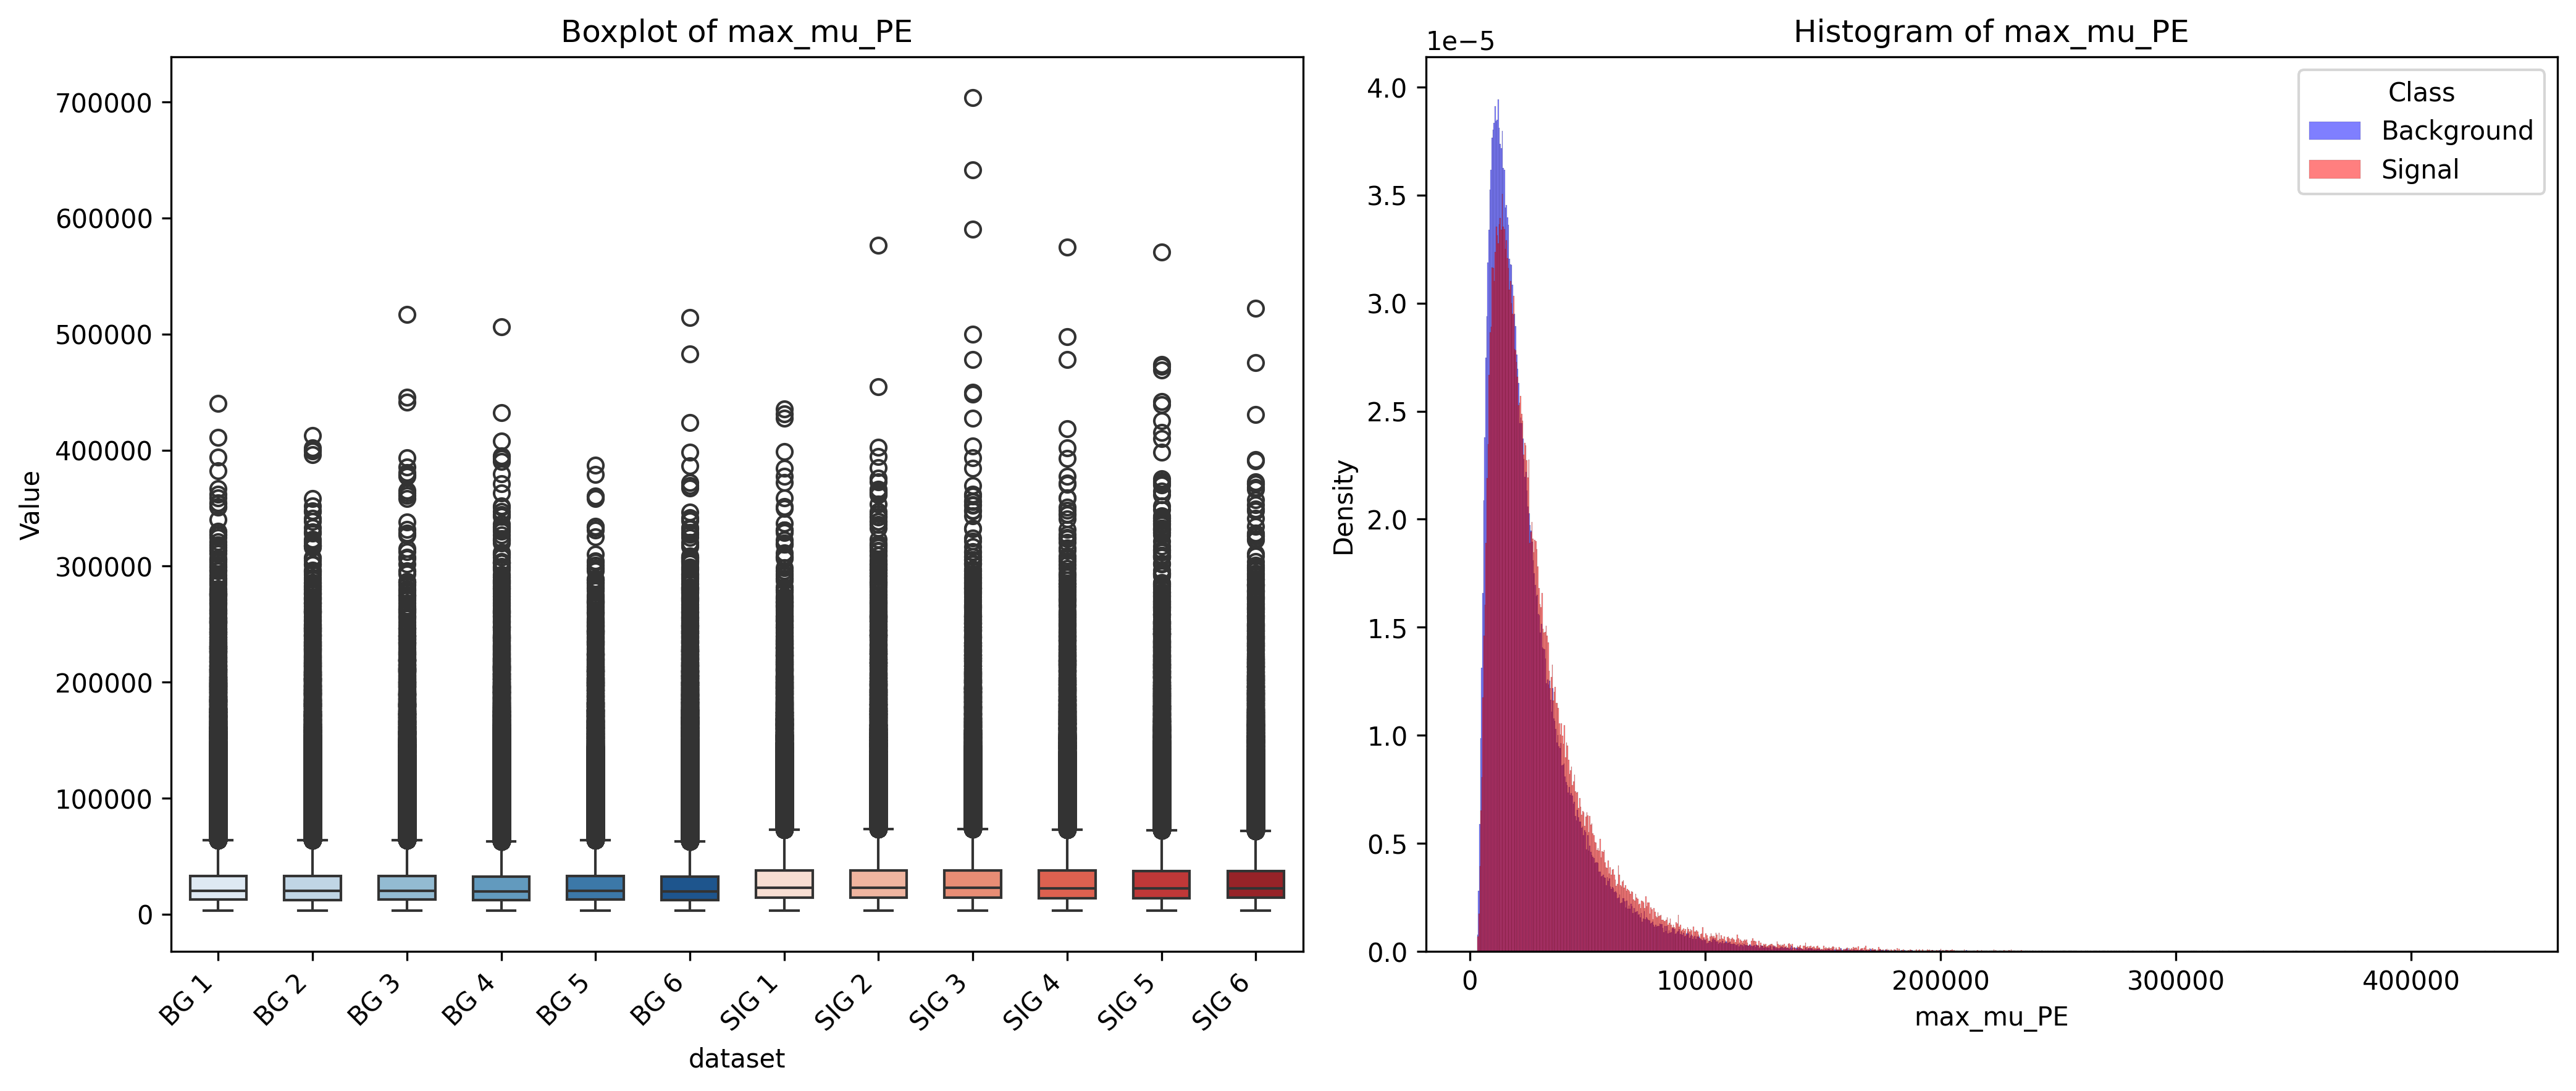 Boxplot of max_mu_PE
Value
700000
600000
500000
400000
300000
200000
100000
0
BG 1
BG 2
BG 3
BG 4
BG 5
BG 6
SIG 1
SIG 2
SIG 3
SIG 4
SIG 5
SIG 6
dataset
Histogram of max_mu_PE
1e−5
Density
4.0
3.5
3.0
2.5
2.0
1.5
1.0
0.5
0.0
0
100000
200000
300000
400000
max_mu_PE
Class
Background
Signal